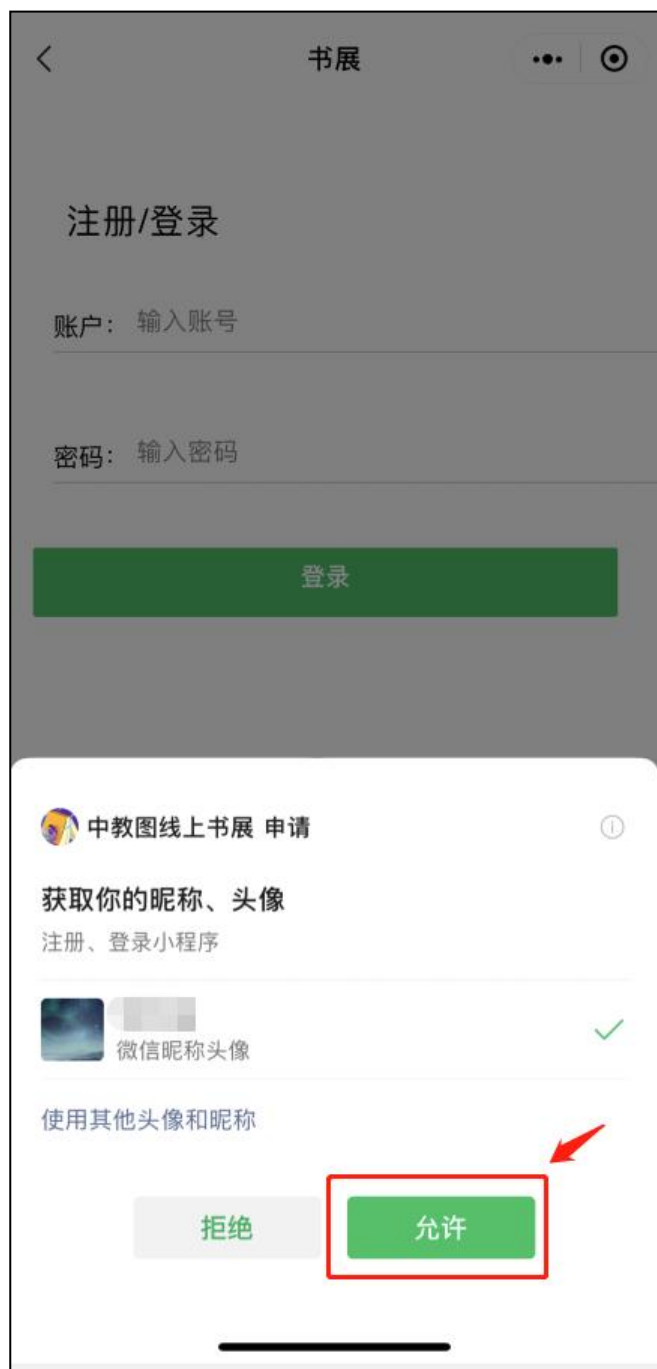 书展
注册/登录
账户： 输入账号
密码： 输入密码
登录
中教图线上书展 申请
获取你的昵称、头像
注册、登录小程序
微信昵称头像
使用其他头像和昵称
拒绝 允许